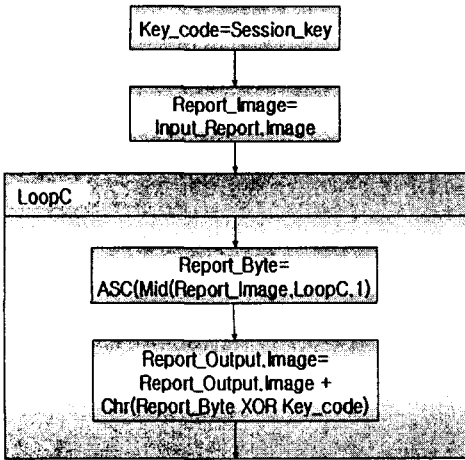 Key_code=Session_key
Report_Image=
Input_Report.Image
LoopC
Report_Byte=
ASC(Mid(Report_Image,LoopC,1)
Report_Output.Image=
Report_Output.Image +
Chr(Report_Byte XOR Key_code)